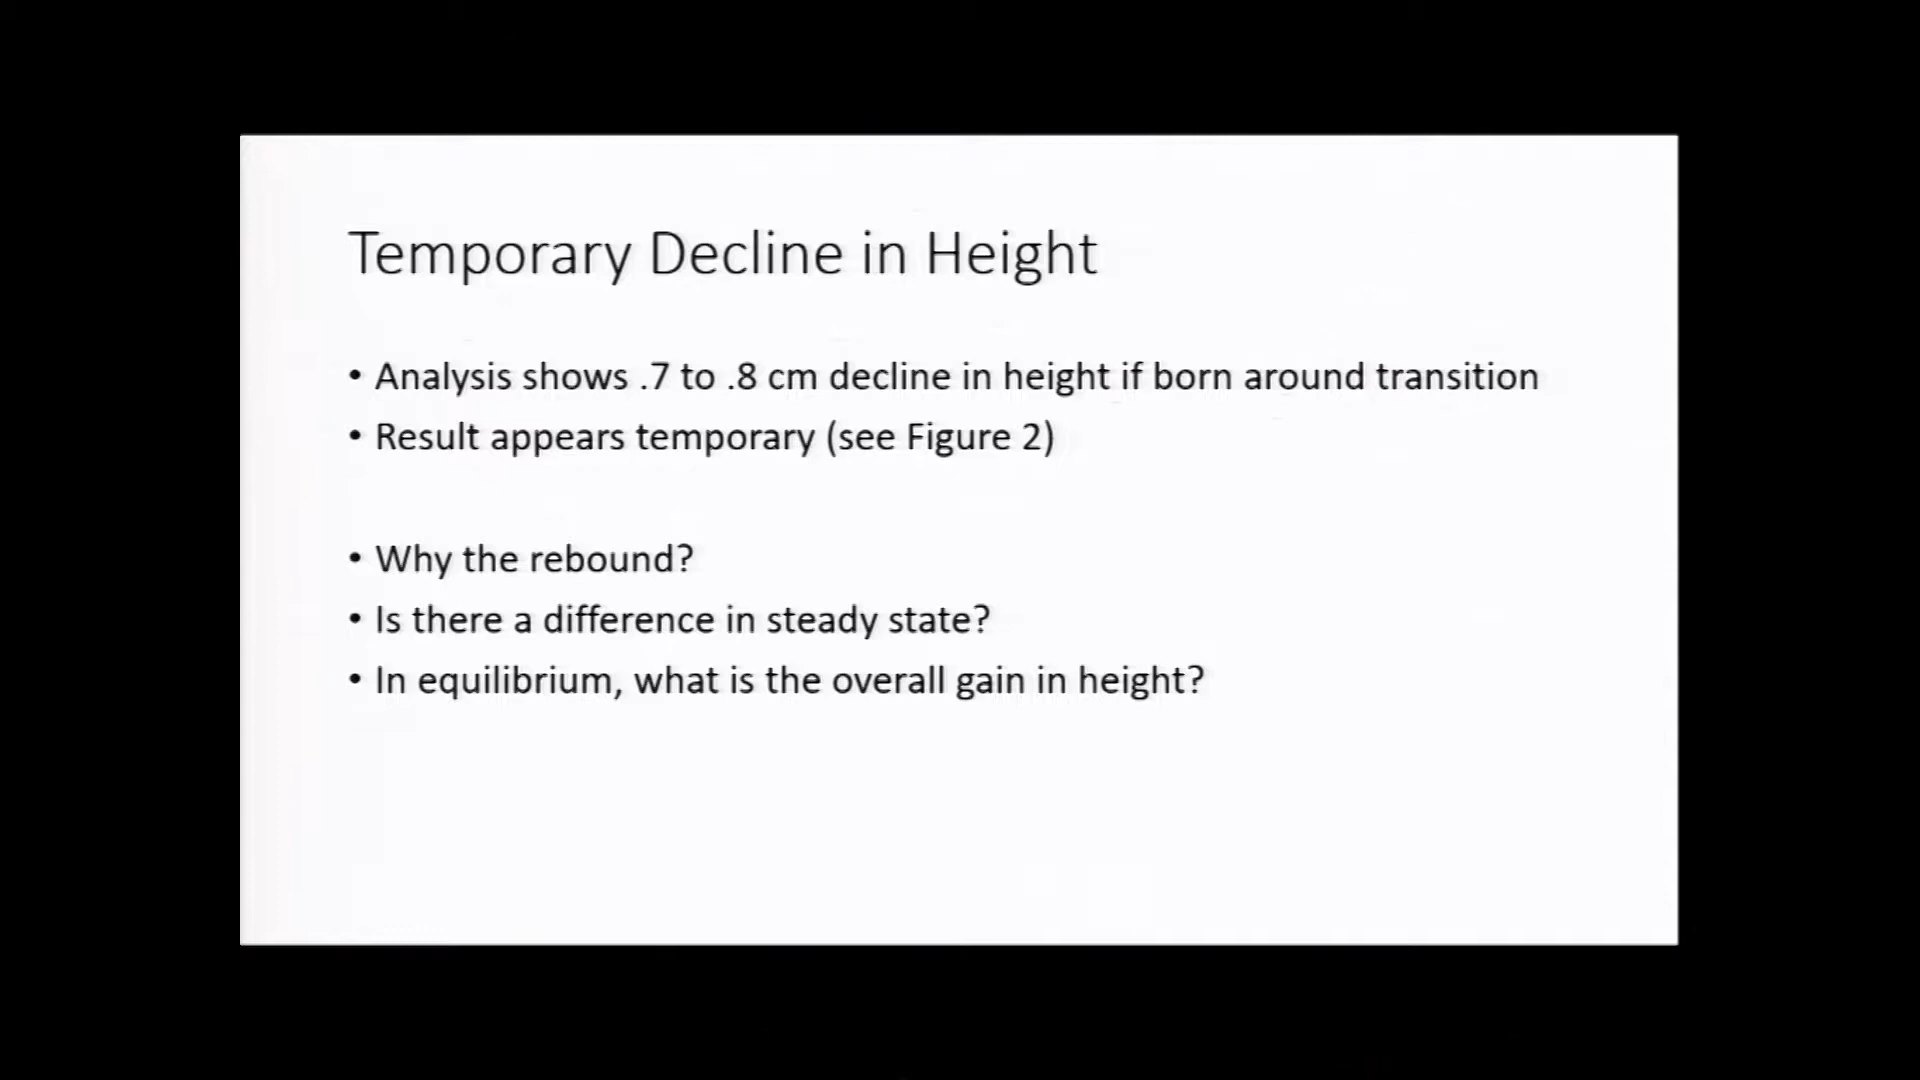 Temporary Decline in Height
• Analysis shows .7 to .8 cm decline in height if born around transition
• Result appears temporary (see Figure 2)
• Why the rebound?
• Is there a difference in steady state?
• In equilibrium, what is the overall gain in height?